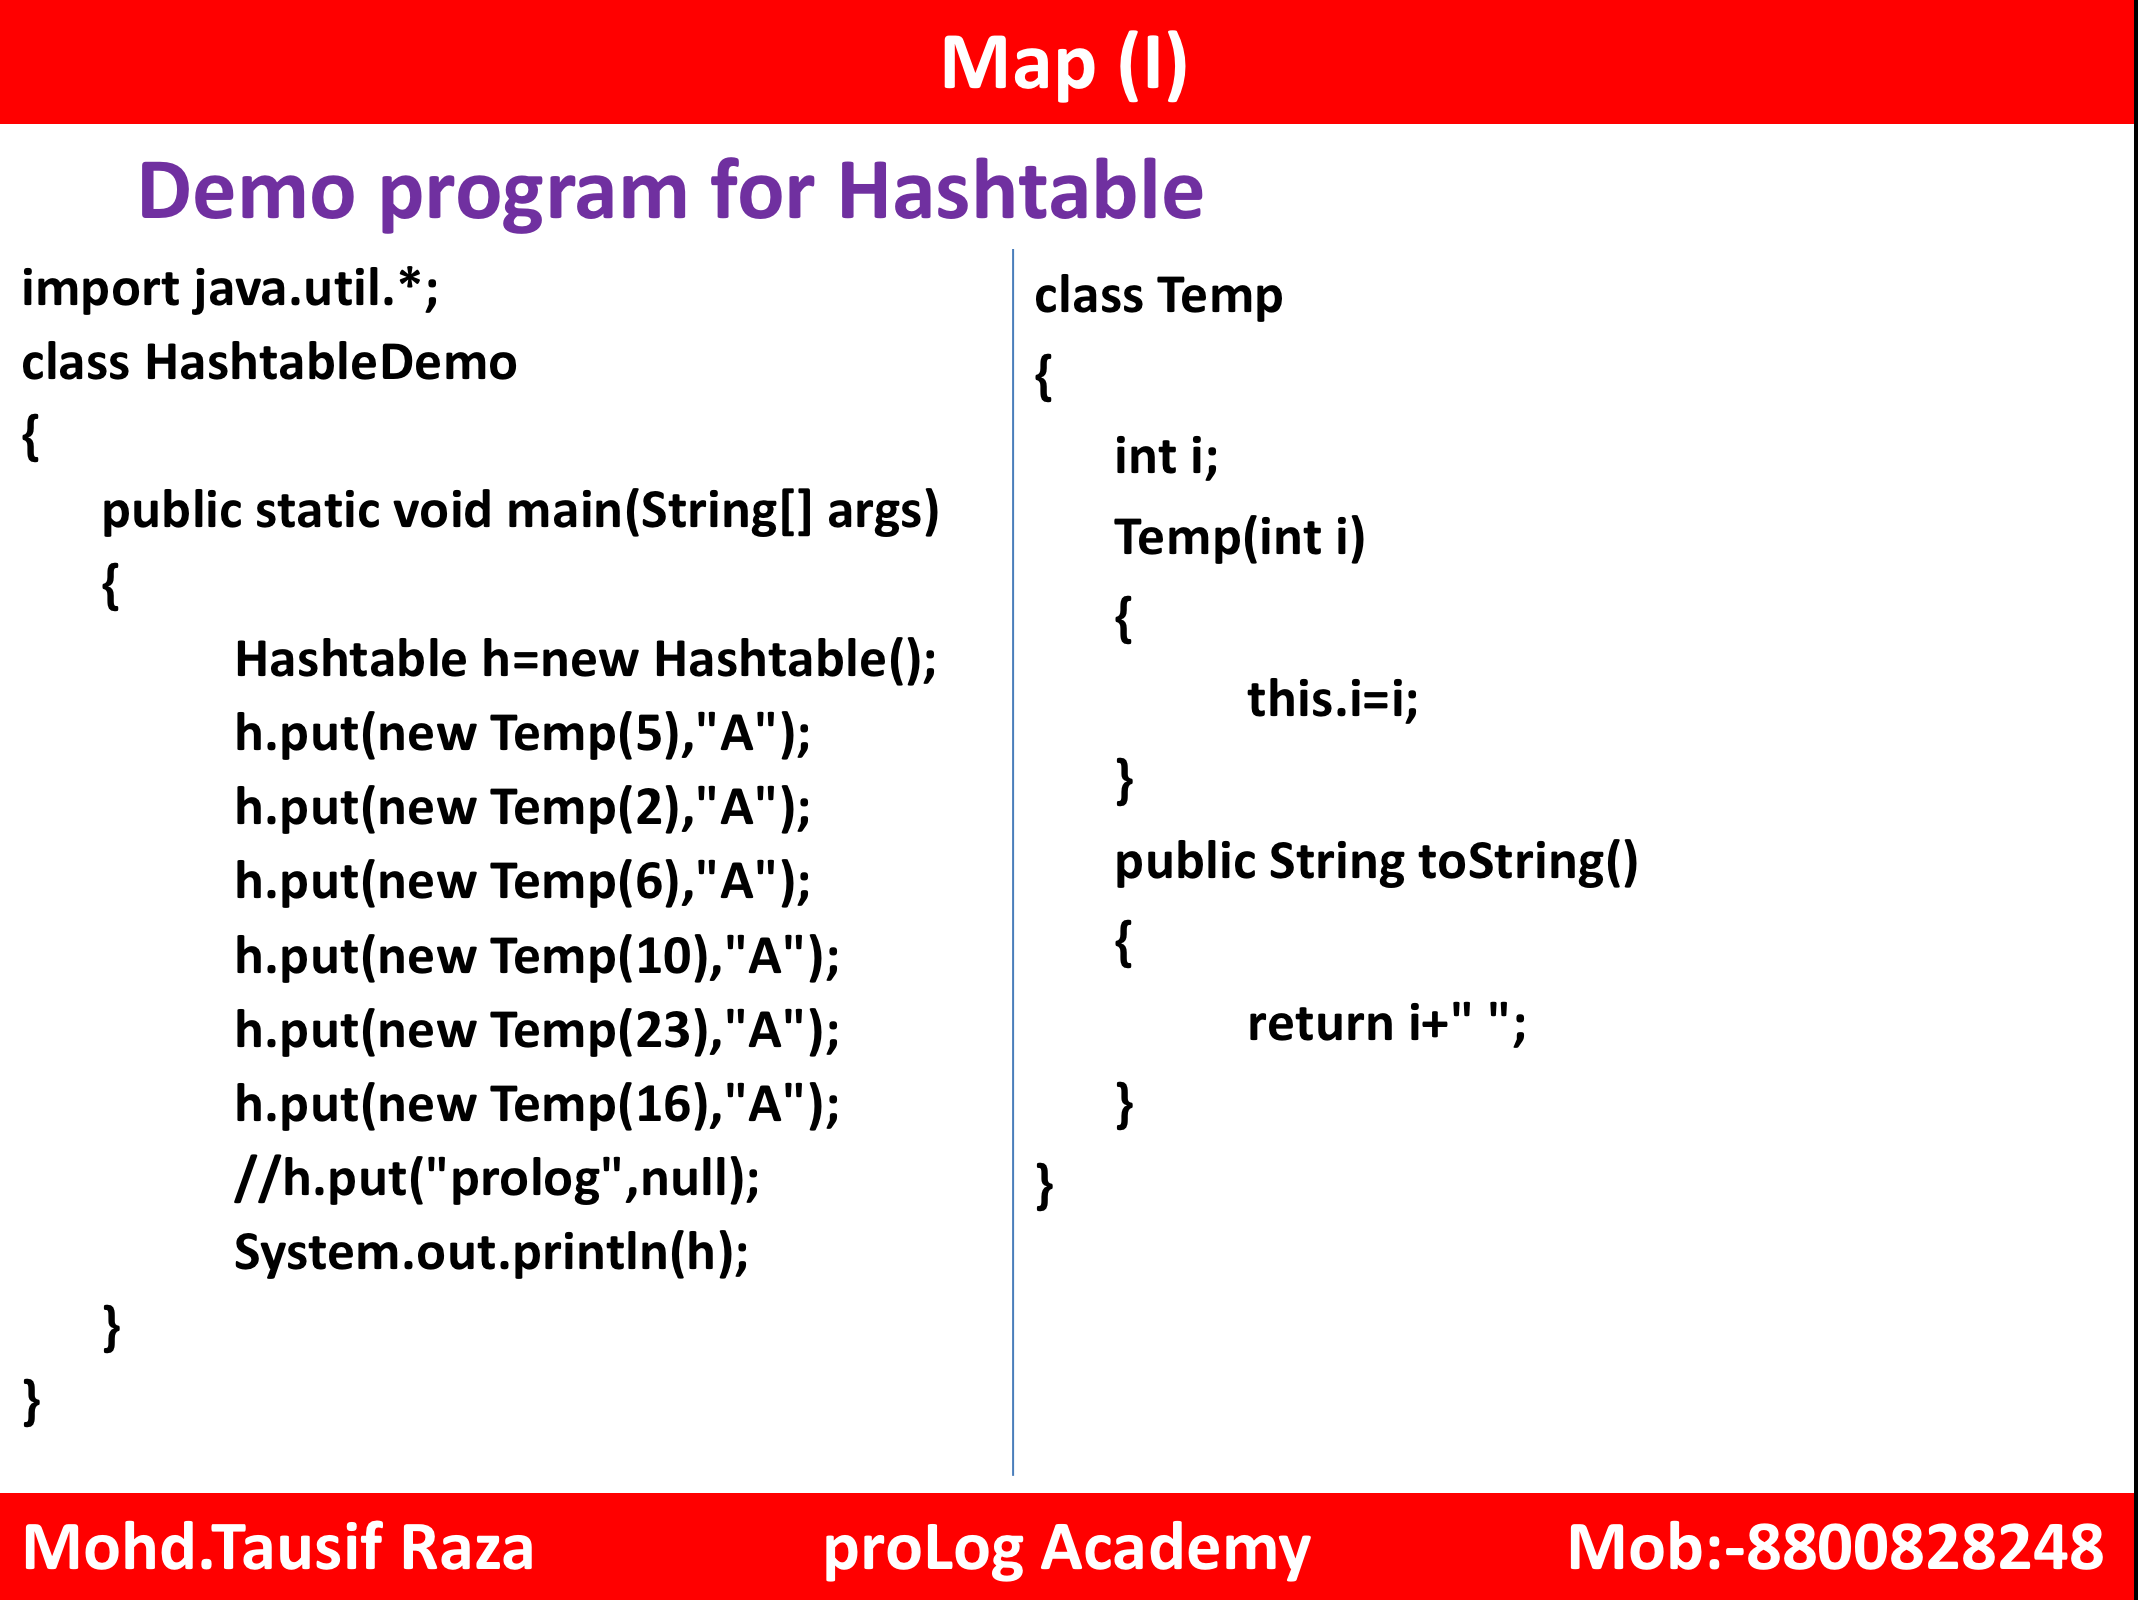 Map (I)
Demo program for Hashtable
import java.util.*;
class HashtableDemo
{
public static void main(String[] args)
{
Hashtable h=new Hashtable();
h.put(new Temp(5),"A");
h.put(new Temp(2),"A");
h.put(new Temp(6),"A");
h.put(new Temp(10),"A");
h.put(new Temp(23),"A");
h.put(new Temp(16),"A");
//h.put("prolog",null);
System.out.println(h);
}
}
class Temp
{
int i;
Temp(int i)
{
this.i=i;
}
public String toString()
{
return i+" ";
}
}
Mohd.Tausif Raza proLog Academy Mob:-8800828248